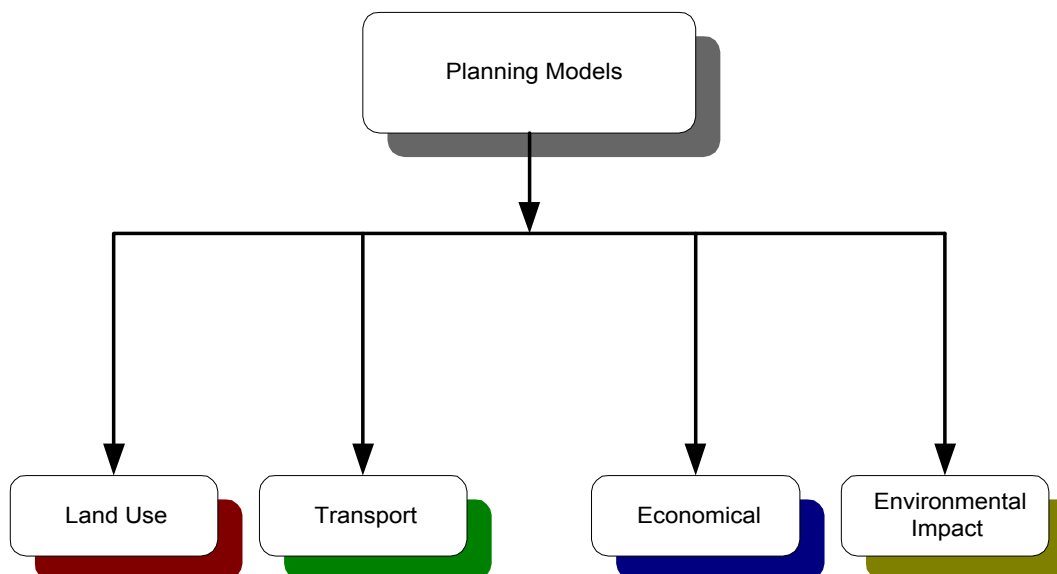 Planning Models
Land Use
Transport
Economical
Environmental
Impact